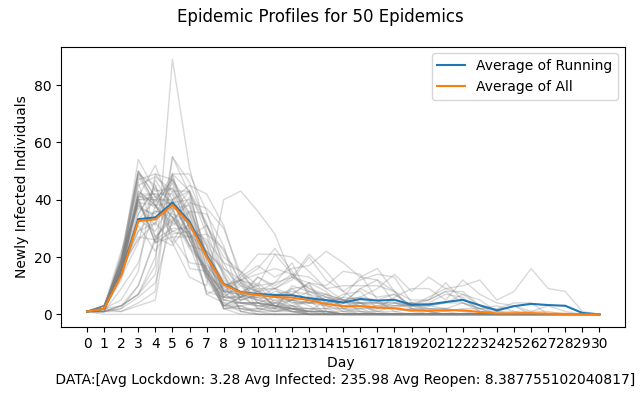 Epidemic Profiles for 50 Epidemics
Average of Running
Average of All
80
60
40
20
0
Newly Infected Individuals
0 1 2 3 4 5 6 7 8 9 10 11 12 13 14 15 16 17 18 19 20 21 22 23 24 25 26 27 28 29 30
Day
DATA:[Avg Lockdown: 3.28 Avg Infected: 235.98 Avg Reopen: 8.387755102040817]